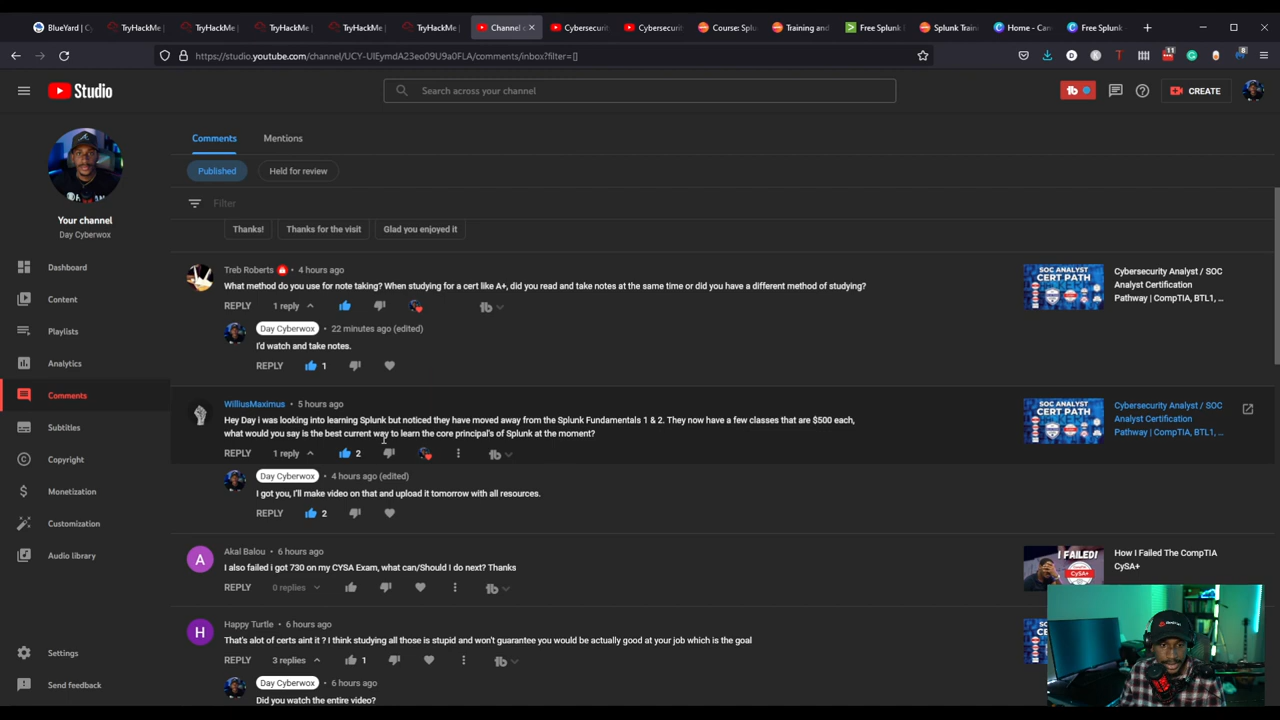 BlueYard | Cy
TryHackMe
TryHackMe
TryHackMe
TryHackMe
TryHackMe
Channel c
Cybersecurit
Cybersecurit
Course: Splu
Training and
Free Splunk
Splunk Train
Home - Can
Free Splunk
https://studio.youtube.com/channel/UCY-UIEymdA23eo09U9a0FLA/comments/inbox?filter=[]
11
8
Studio
Search across your channel
CREATE
Your channel
Day Cyberwox
Dashboard
Content
Playlists
Analytics
Comments
Subtitles
Copyright
Monetization
Customization
Audio library
Settings
Send feedback
Comments Mentions
Published Held for review
Filter
Thanks! Thanks for the visit Glad you enjoyed it
Treb Roberts • 4 hours ago
What method do you use for note taking? When studying for a cert like A+, did you read and take notes at the same time or did you have a different method of studying?
REPLY 1 reply
Day Cyberwox • 22 minutes ago (edited)
I'd watch and take notes.
REPLY 1
SOC ANALYST
CERT PATH
Cybersecurity Analyst / SOC
Analyst Certification
Pathway | CompTIA, BTL1, ...
WilliusMaximus • 5 hours ago
Hey Day i was looking into learning Splunk but noticed they have moved away from the Splunk Fundamentals 1 & 2. They now have a few classes that are $500 each,
what would you say is the best current way to learn the core principal's of Splunk at the moment?
REPLY 1 reply 2
Day Cyberwox • 4 hours ago (edited)
I got you, I'll make video on that and upload it tomorrow with all resources.
REPLY 2
SOC ANALYST
CERT PATH
Cybersecurity Analyst / SOC
Analyst Certification
Pathway | CompTIA, BTL1, ...
A
Akal Balou • 6 hours ago
I also failed i got 730 on my CYSA Exam, what can/Should I do next? Thanks
REPLY 0 replies
I FAILED!
CySA+
How I Failed The CompTIA
CySA+
H
Happy Turtle • 6 hours ago
That's alot of certs aint it ? I think studying all those is stupid and won't guarantee you would be actually good at your job which is the goal
REPLY 3 replies 1
Day Cyberwox • 6 hours ago
Did you watch the entire video?